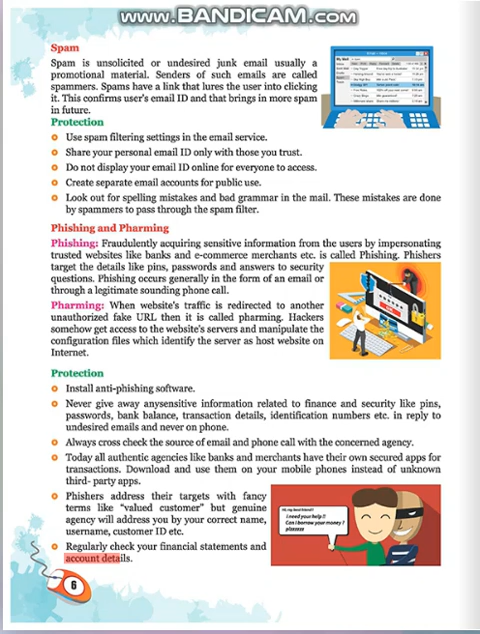 www.BANDICAM.com
Spam
Spam is unsolicited or undesired junk email usually a
promotional material. Senders of such emails are called
spammers. Spams have a link that lures the user into clicking
it. This confirms user's email ID and that brings in more spam
in future.
Protection
Use spam filtering settings in the email service.
Share your personal email ID only with those you trust.
Do not display your email ID online for everyone to access.
Create separate email accounts for public use.
Look out for spelling mistakes and bad grammar in the mail. These mistakes are done
by spammers to pass through the spam filter.
Phishing and Pharming
Phishing: Fraudulently acquiring sensitive information from the users by impersonating
trusted websites like banks and e-commerce merchants etc. is called Phishing. Phishers
target the details like pins, passwords and answers to security
questions. Phishing occurs generally in the form of an email or
through a legitimate sounding phone call.
Pharming: When website's traffic is redirected to another
unauthorized fake URL then it is called pharming. Hackers
somehow get access to the website's servers and manipulate the
configuration files which identify the server as host website on
Internet.
Protection
Install anti-phishing software.
Never give away anysensitive information related to finance and security like pins,
passwords, bank balance, transaction details, identification numbers etc. in reply to
undesired emails and never on phone.
Always cross check the source of email and phone call with the concerned agency.
Today all authentic agencies like banks and merchants have their own secured apps for
transactions. Download and use them on your mobile phones instead of unknown
third- party apps.
Phishers address their targets with fancy
terms like "valued customer" but genuine
agency will address you by your correct name,
username, customer ID etc.
Regularly check your financial statements and
account details.
Hi, my best friend!!
I need your help !!
Can I borrow your money ?
plzzzzzz
6